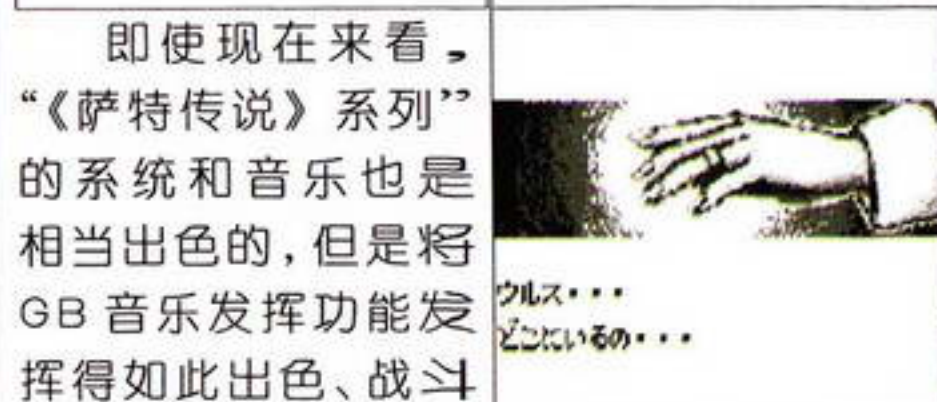 即使现在来看，
“《萨特传说》系列”
的系统和音乐也是
相当出色的，但是将
GB 音乐发挥功能发
挥得如此出色、战斗
ウルス・・・
どこにいるの・・・